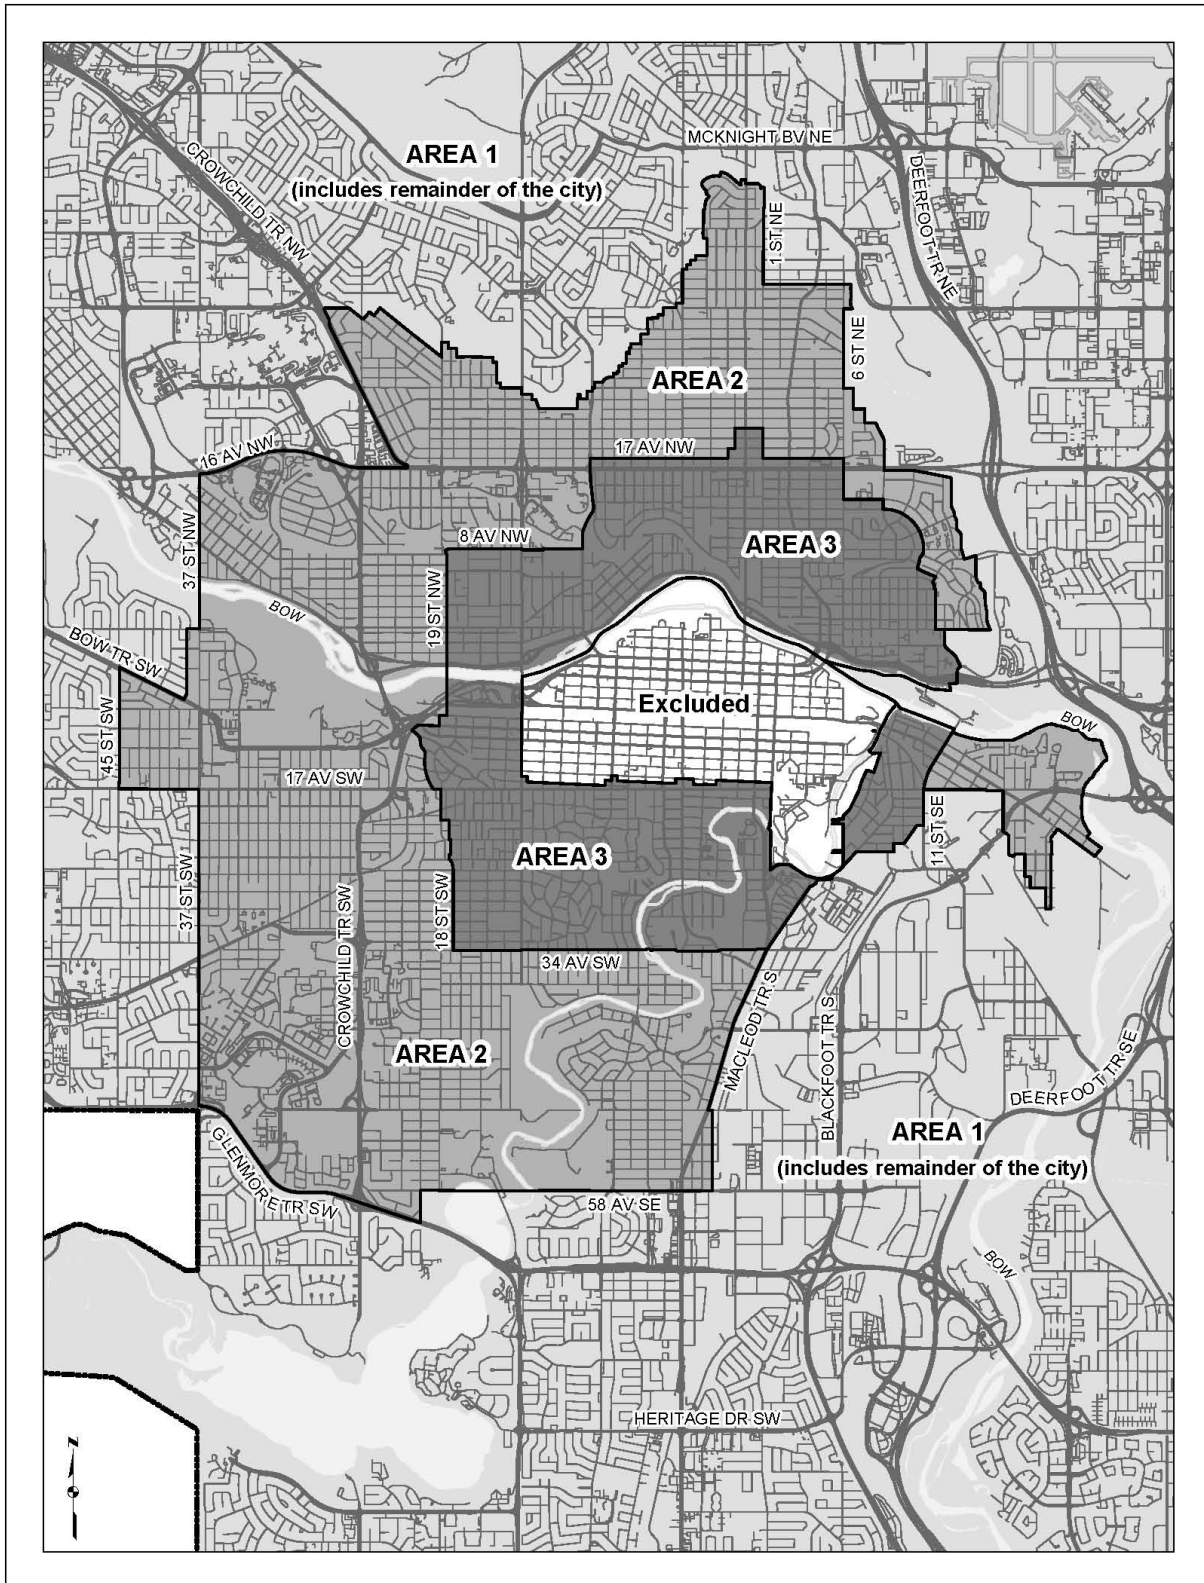 MCKNIGHT BV NE
AREA 1
(includes remainder of the city)
CROWCHILD TR NW
DEERFOOT TR NE
1 ST NE
6 ST NE
AREA 2
17 AV NW
16 AV NW
8 AV NW
AREA 3
37 ST NW
19 ST NW
BOW
BOW TR SW
Excluded
BOW
45 ST SW
17 AV SW
11 ST SE
AREA 3
37 ST SW
18 ST SW
CROWCHILD TR SW
34 AV SW
MACLEOD TR S
BLACKFOOT TR S
AREA 2
DEERFOOT TR SE
AREA 1
(includes remainder of the city)
GLENMORE TR SW
58 AV SE
BOW
HERITAGE DR SW
N